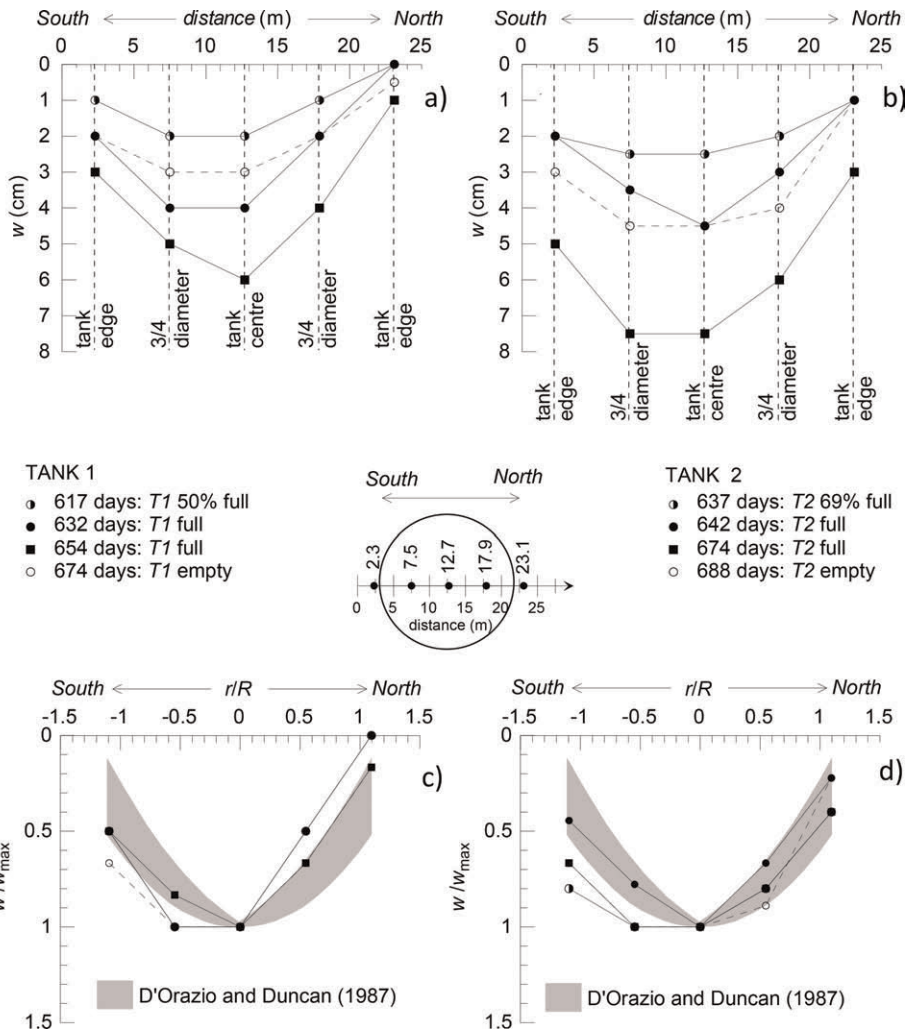 South distance (m) North
0 5 10 15 20 25
0
1
2
3
4
5
6
7
8
w (cm)
a)
tank edge
3/4 diameter
tank centre
3/4 diameter
tank edge
South distance (m) North
0 5 10 15 20 25
0
1
2
3
4
5
6
7
8
w (cm)
b)
tank edge
3/4 diameter
tank centre
3/4 diameter
tank edge
TANK 1
617 days: T1 50% full
632 days: T1 full
654 days: T1 full
674 days: T1 empty
South North
2.3 7.5 12.7 17.9 23.1
0 5 10 15 20 25
distance (m)
TANK 2
637 days: T2 69% full
642 days: T2 full
674 days: T2 full
688 days: T2 empty
South r/R North
-1.5 -1 -0.5 0 0.5 1 1.5
0
0.5
1
1.5
w/wmax
c)
D'Orazio and Duncan (1987)
South r/R North
-1.5 -1 -0.5 0 0.5 1 1.5
0
0.5
1
1.5
w/wmax
d)
D'Orazio and Duncan (1987)